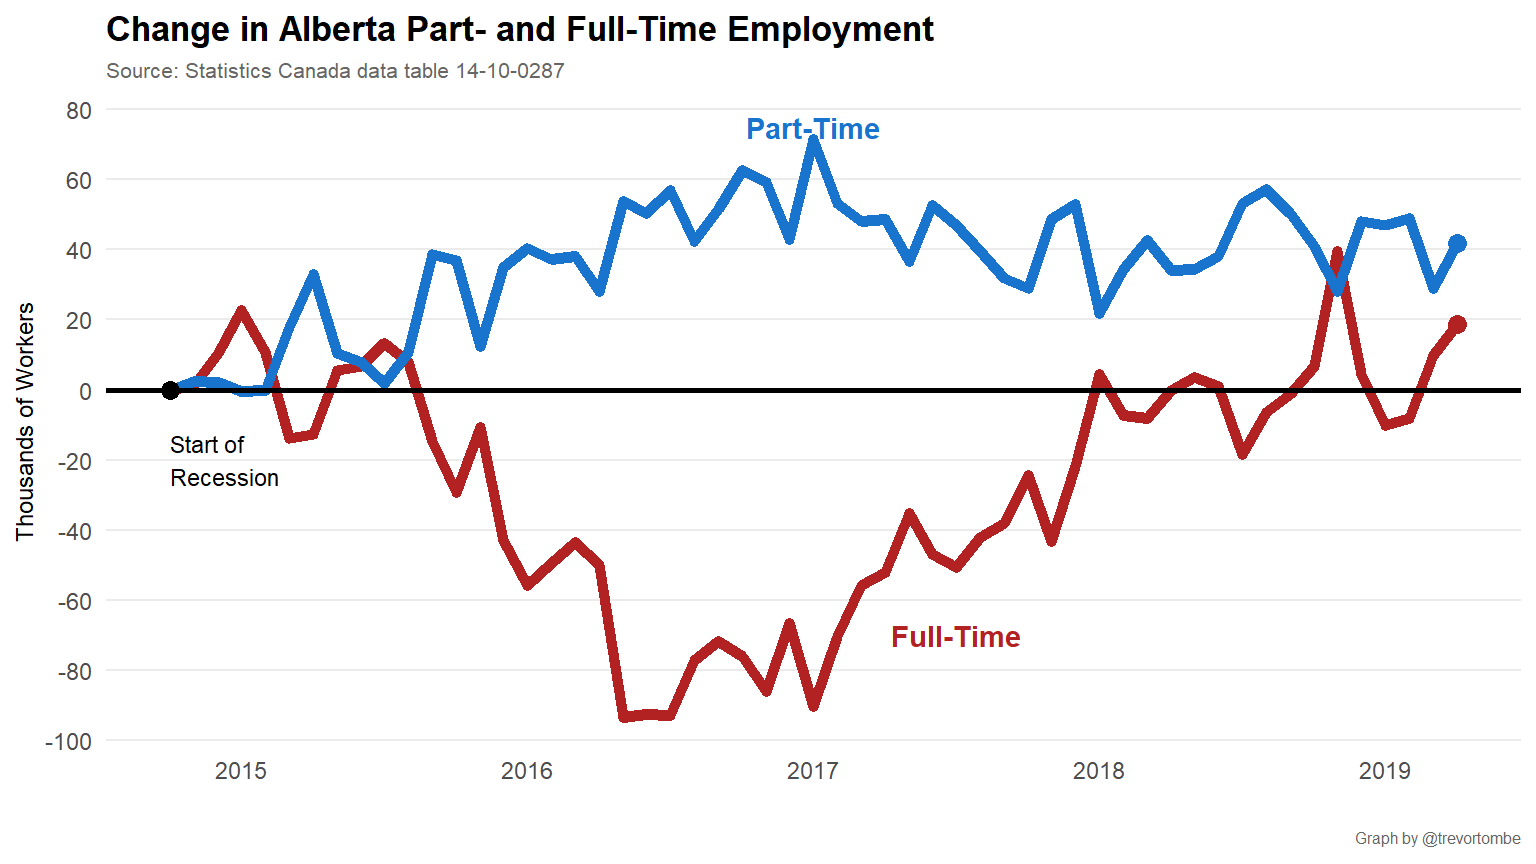 Change in Alberta Part- and Full-Time Employment
Source: Statistics Canada data table 14-10-0287
Thousands of Workers
80
60
40
20
0
-20
-40
-60
-80
-100
Part-Time
Start of
Recession
Full-Time
2015
2016
2017
2018
2019
Graph by @trevortombe